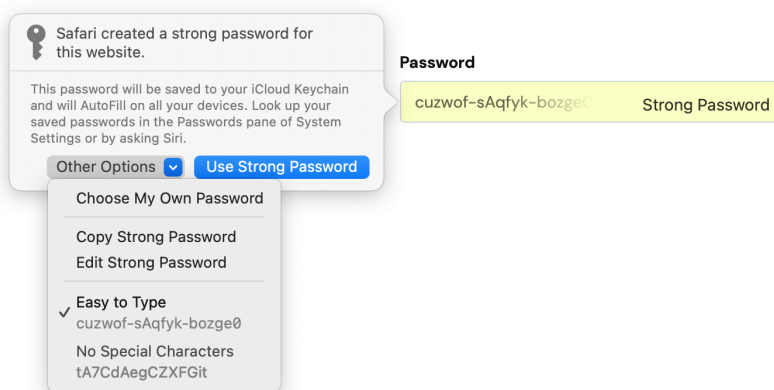 Safari created a strong password for
this website.
This password will be saved to your iCloud Keychain
and will AutoFill on all your devices. Look up your
saved passwords in the Passwords pane of System
Settings or by asking Siri.
Other Options
Use Strong Password
Choose My Own Password
Copy Strong Password
Edit Strong Password
Easy to Type
cuzwof-sAqfyk-bozge0
No Special Characters
tA7CdAegCZXFGit
Password
cuzwof-sAqfyk-bozge0
Strong Password